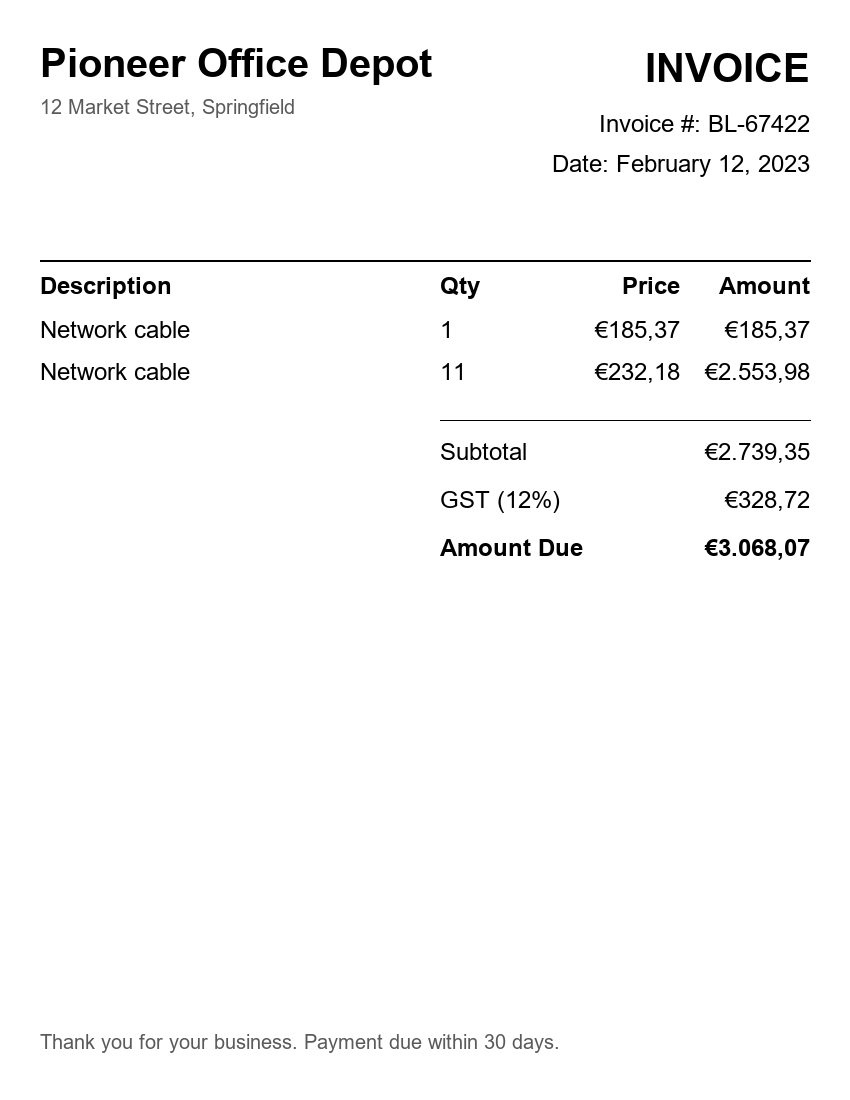 Pioneer Office Depot
12 Market Street, Springfield
INVOICE
Invoice #: BL-67422
Date: February 12, 2023
Description Qty Price Amount
Network cable 1 €185,37 €185,37
Network cable 11 €232,18 €2.553,98
Subtotal €2.739,35
GST (12%) €328,72
Amount Due €3.068,07
Thank you for your business. Payment due within 30 days.